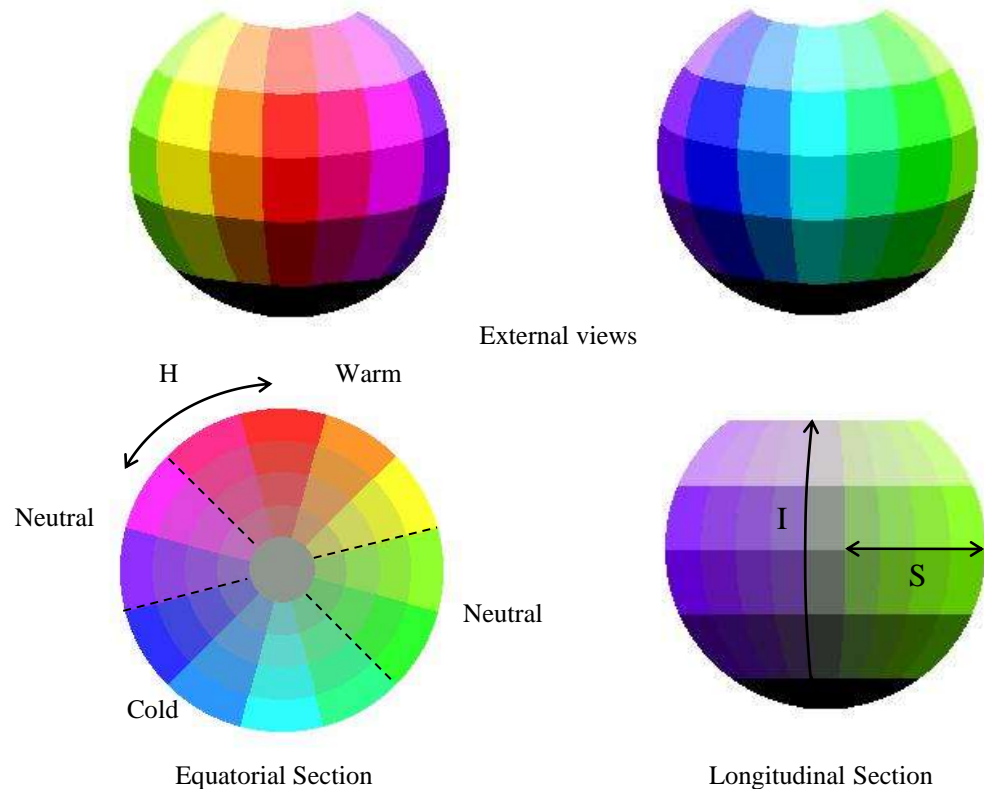 External views
H
Warm
Neutral
I
S
Neutral
Cold
Equatorial Section
Longitudinal Section